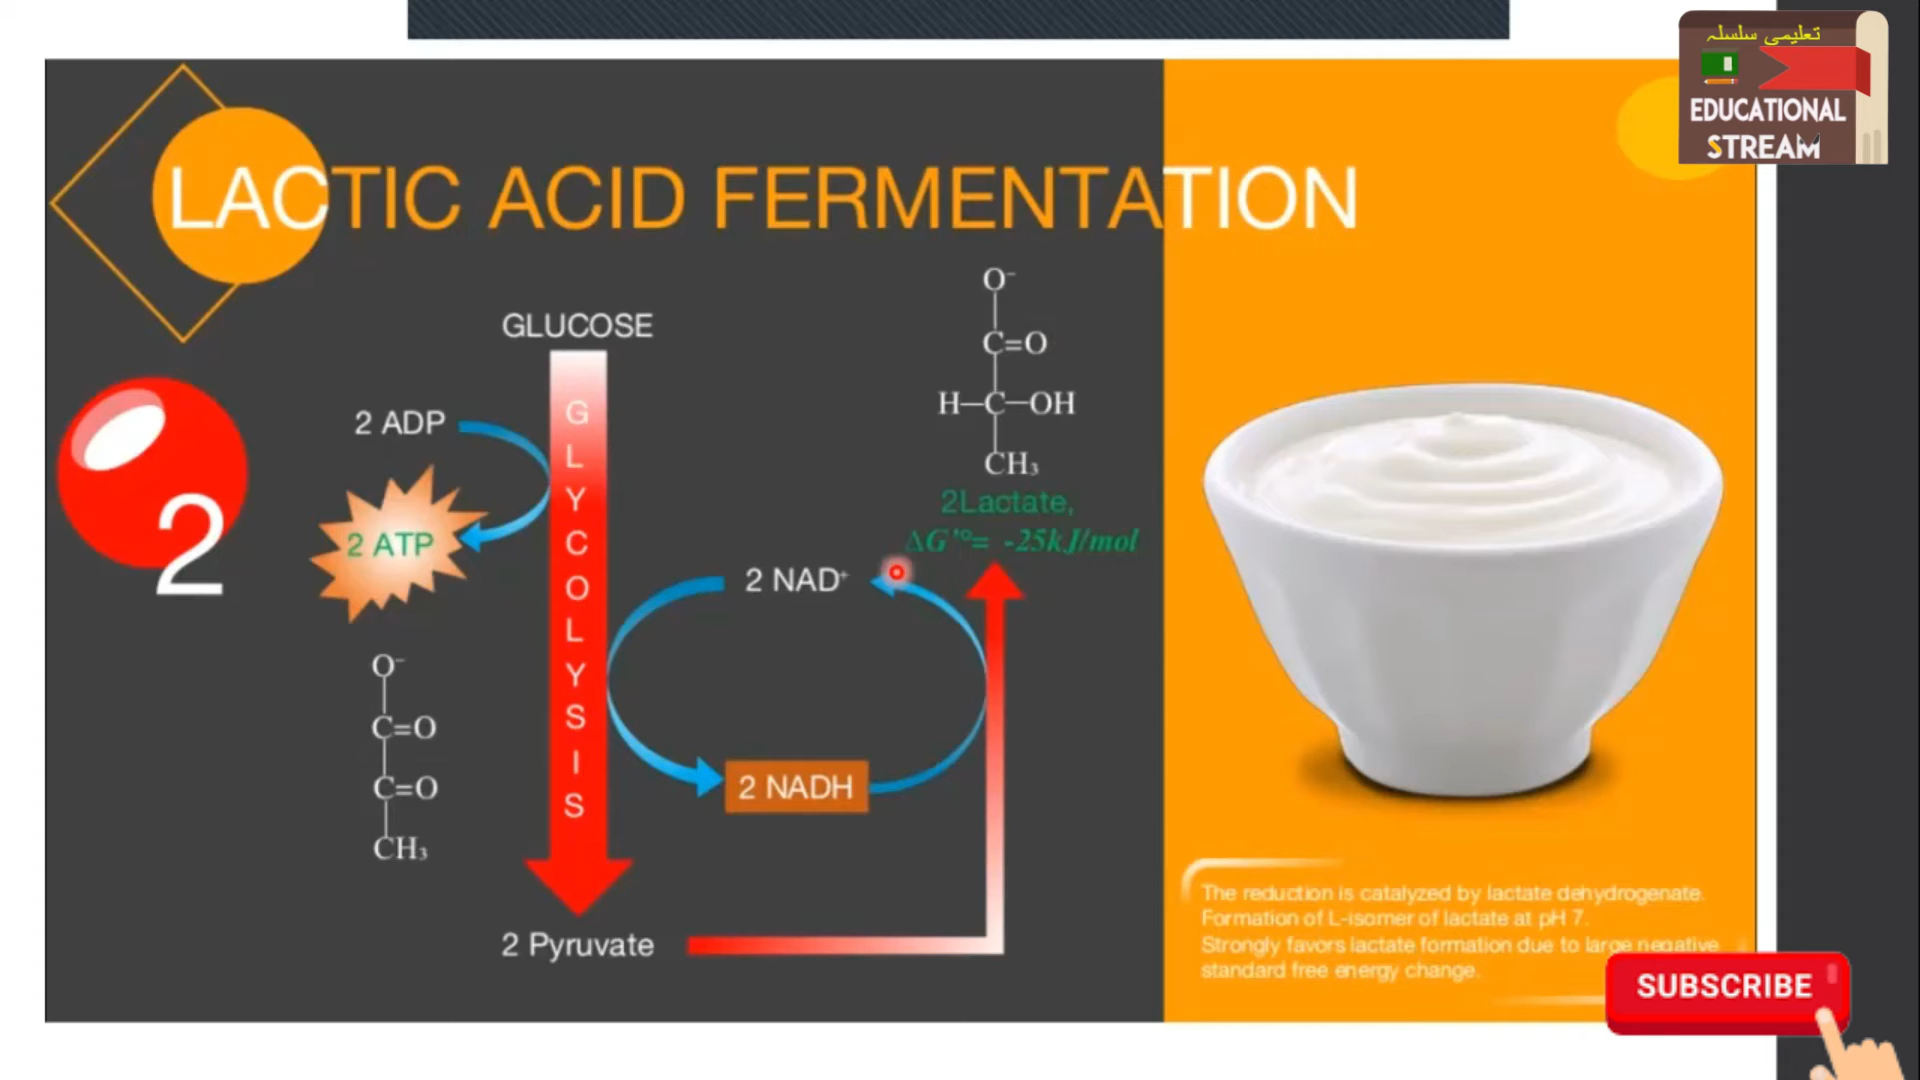 تعلیمی سلسلہ
EDUCATIONAL
STREAM
LACTIC ACID FERMENTATION
2
GLUCOSE
2 ADP
2 ATP
GLYCOLYSIS
O⁻
C=O
C=O
CH₃
2 NAD⁺
2 NADH
2 Pyruvate
O⁻
C=O
H–C–OH
CH₃
2Lactate,
ΔG'°= -25kJ/mol
The reduction is catalyzed by lactate dehydrogenate.
Formation of L-isomer of lactate at pH 7.
Strongly favors lactate formation due to large negative
standard free energy change.
SUBSCRIBE